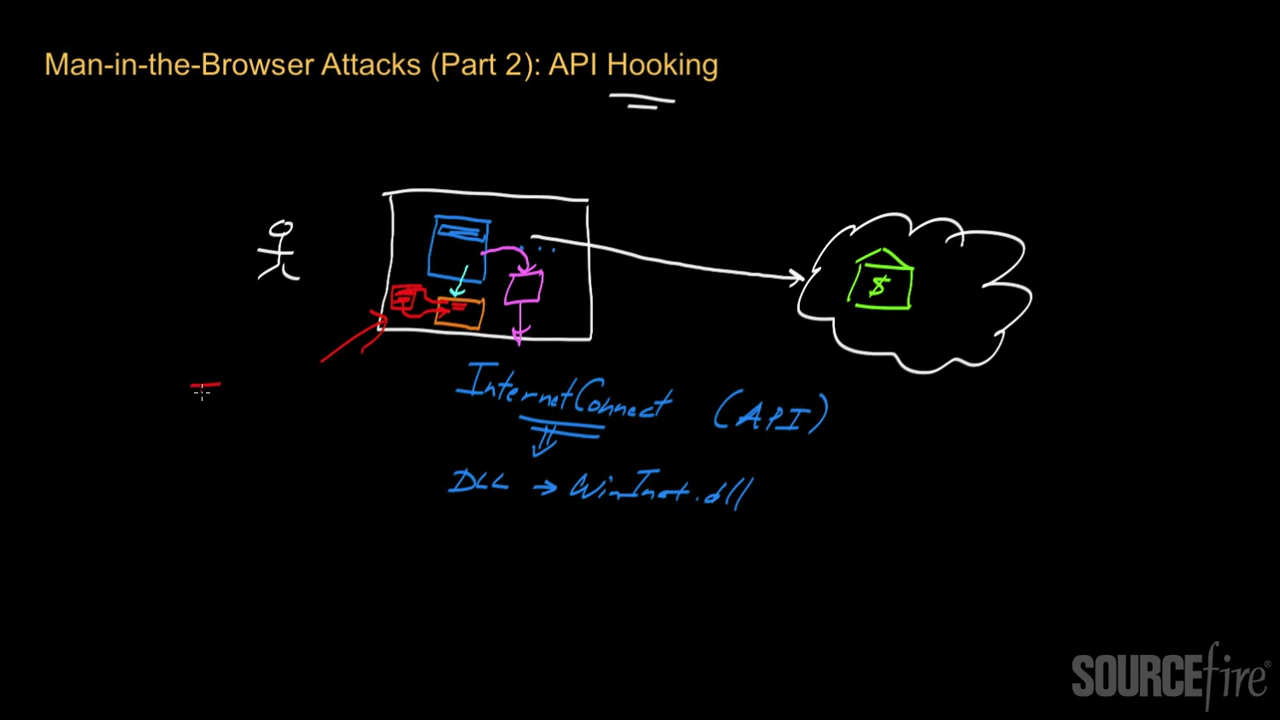 Man-in-the-Browser Attacks (Part 2): API Hooking
$
InternetConnect (API)
DLL → WinInet.dll
SOURCEfire®